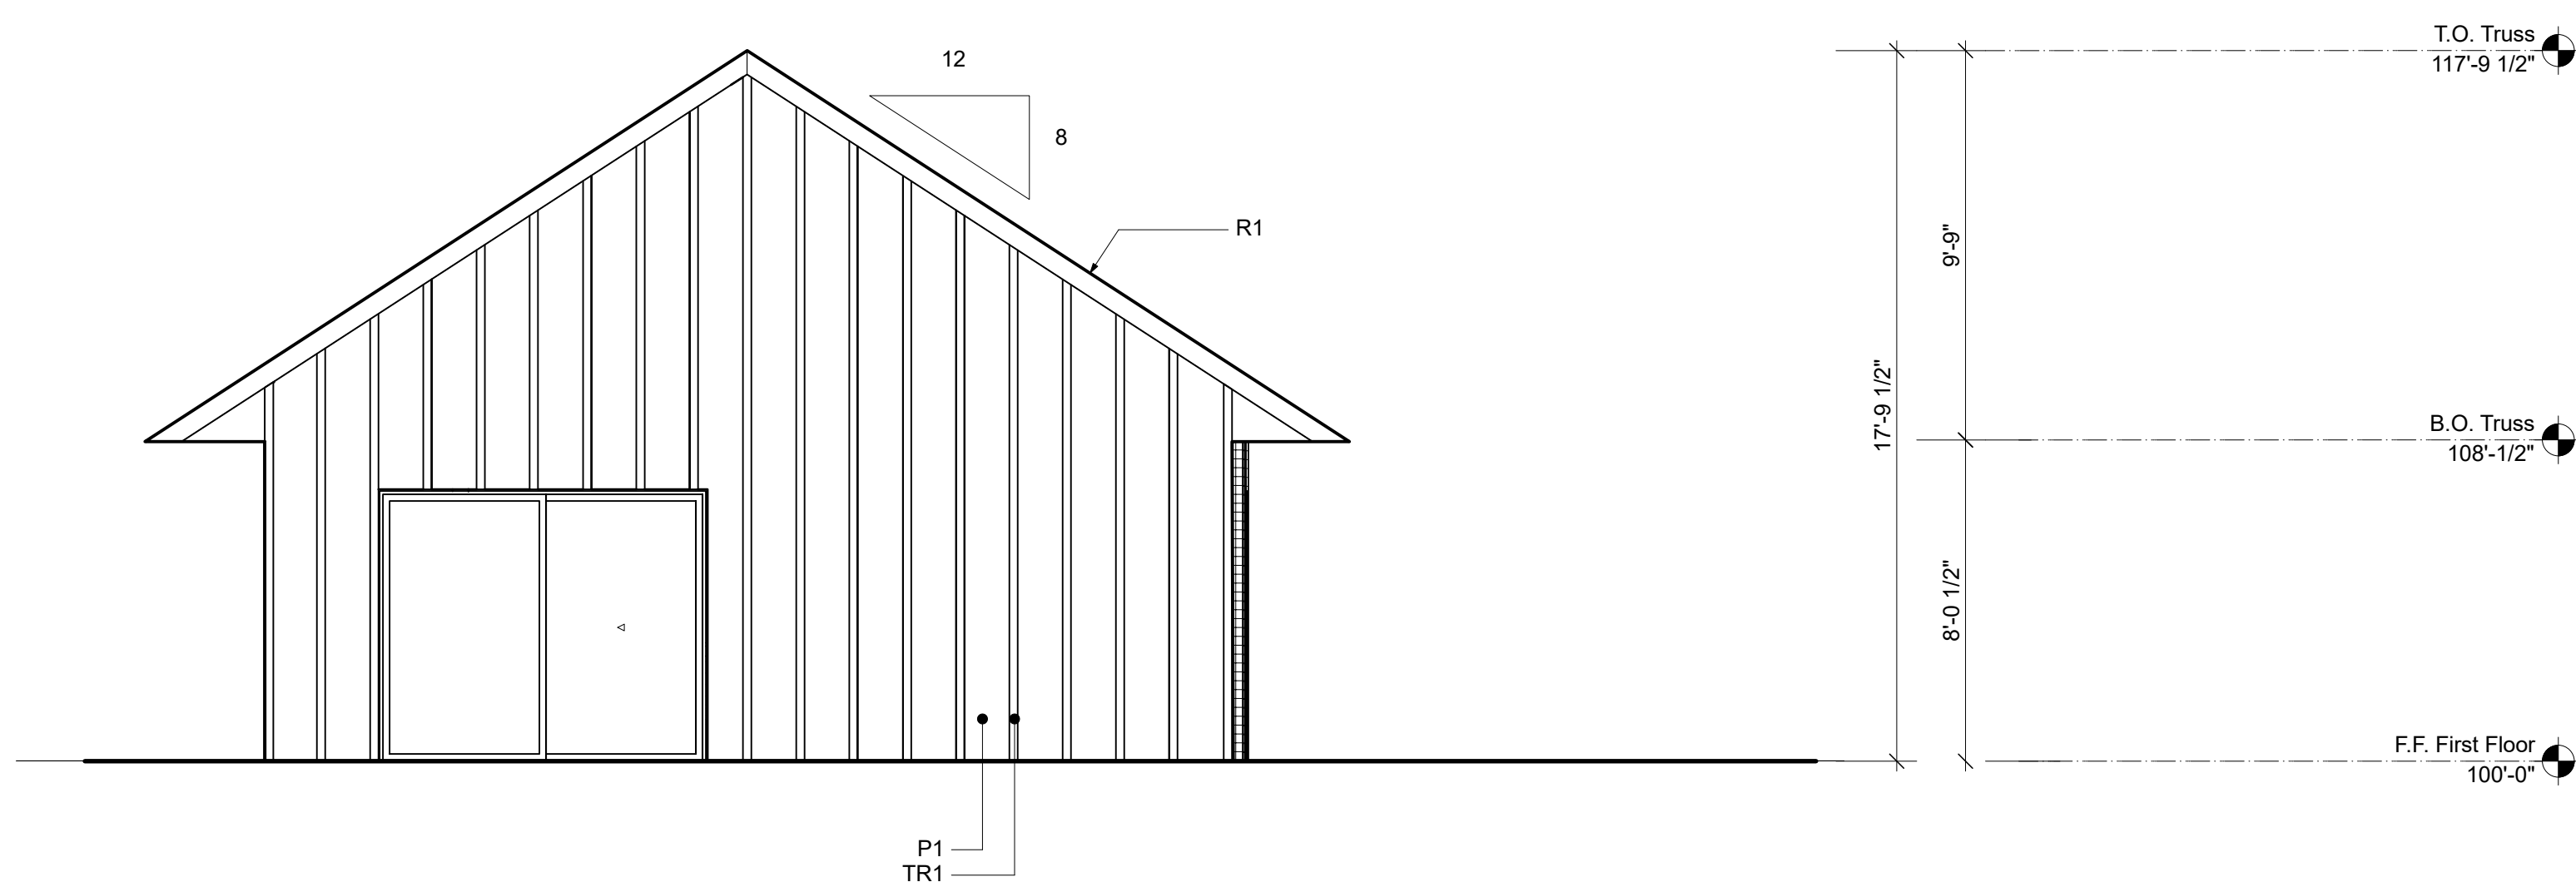 T.O. Truss
117'-9 1/2"
12
8
R1
9'-9"
17'-9 1/2"
B.O. Truss
108'-1/2"
8'-0 1/2"
F.F. First Floor
100'-0"
P1
TR1